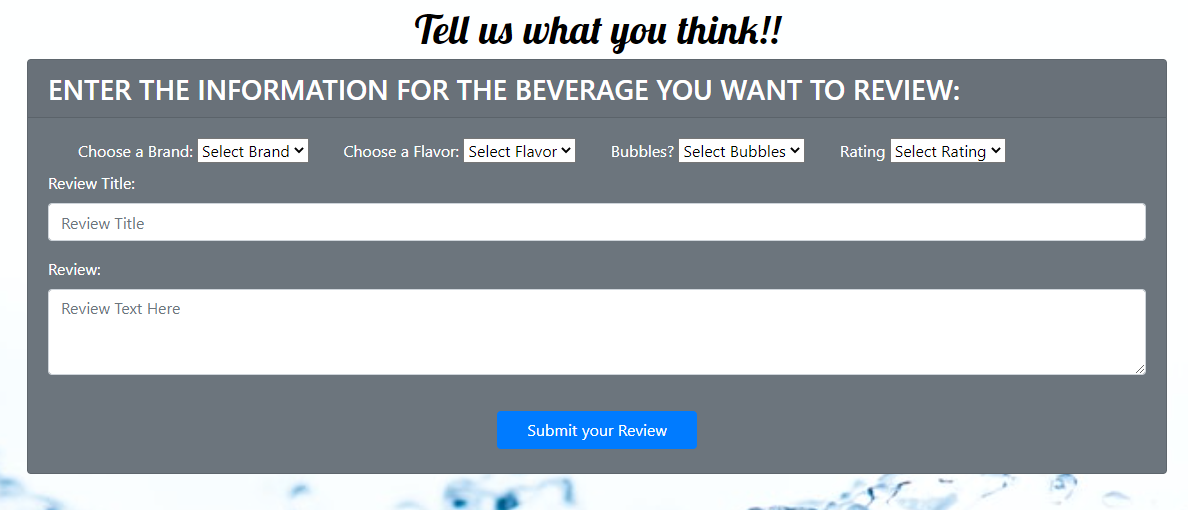 Tell us what you think!!
ENTER THE INFORMATION FOR THE BEVERAGE YOU WANT TO REVIEW:
Choose a Brand: Select Brand Choose a Flavor: Select Flavor Bubbles? Select Bubbles Rating Select Rating
Review Title:
Review Title
Review:
Review Text Here
Submit your Review